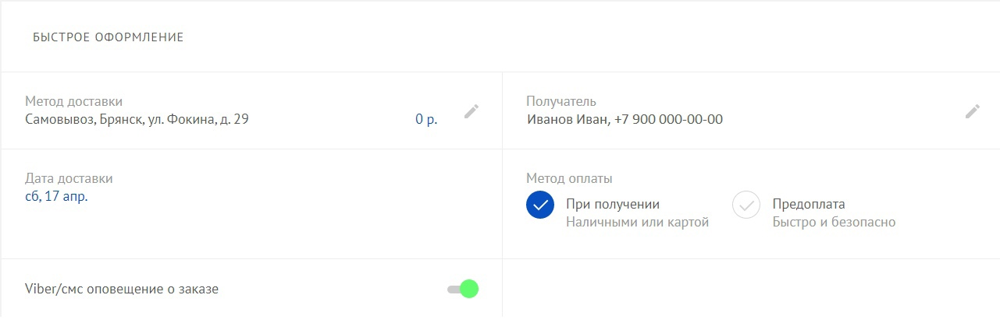 БЫСТРОЕ ОФОРМЛЕНИЕ
Метод доставки
Самовывоз, Брянск, ул. Фокина, д. 29
0 р.
Получатель
Иванов Иван, +7 900 000-00-00
Дата доставки
сб, 17 апр.
Метод оплаты
При получении
Наличными или картой
Предоплата
Быстро и безопасно
Viber/смс оповещение о заказе